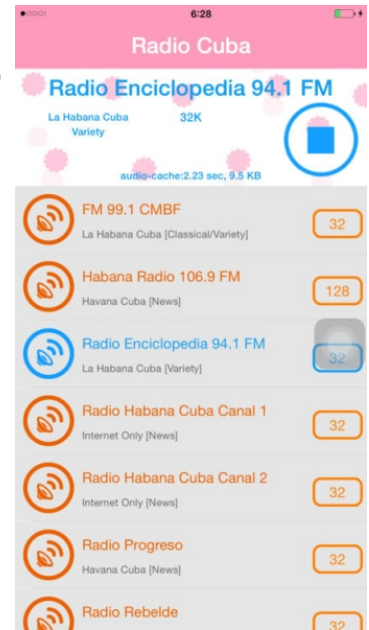 6:28
Radio Cuba
Radio Enciclopedia 94.1 FM
La Habana Cuba 32K
Variety
audio-cache:2.23 sec, 9.5 KB
FM 99.1 CMBF
32
La Habana Cuba [Classical/Variety]
Habana Radio 106.9 FM
128
Havana Cuba [News]
Radio Enciclopedia 94.1 FM
32
La Habana Cuba [Variety]
Radio Habana Cuba Canal 1
32
Internet Only [News]
Radio Habana Cuba Canal 2
32
Internet Only [News]
Radio Progreso
32
Havana Cuba [News]
Radio Rebelde
32